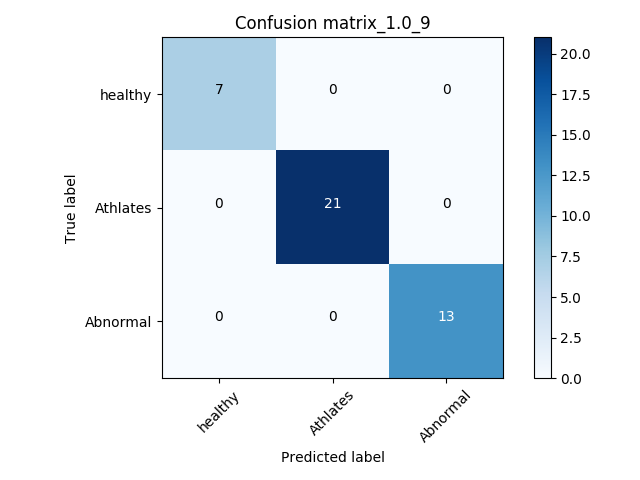 Confusion matrix_1.0_9
True label
healthy
7 0 0
Athlates
0 21 0
Abnormal
0 0 13
healthy
Athlates
Abnormal
Predicted label
20.0
17.5
15.0
12.5
10.0
7.5
5.0
2.5
0.0